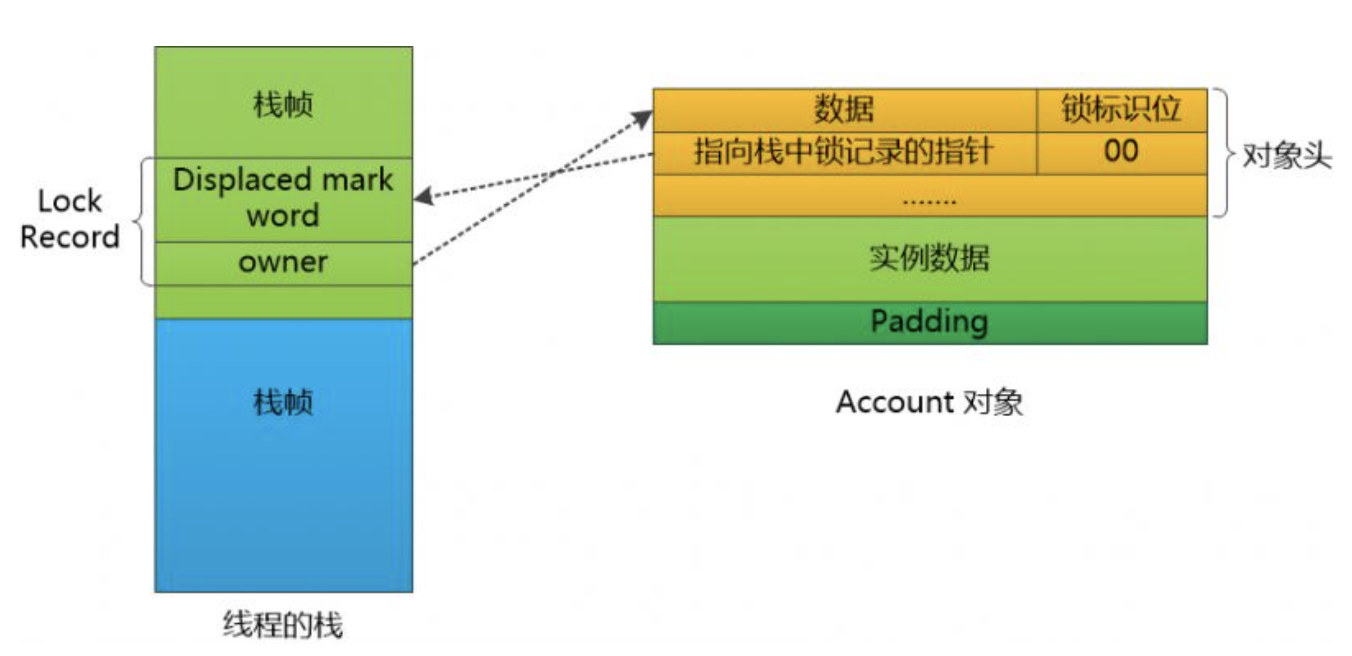 栈帧
Lock
Record
Displaced mark
word
owner
栈帧
线程的栈
数据
锁标识位
指向栈中锁记录的指针
00
.......
对象头
实例数据
Padding
Account 对象